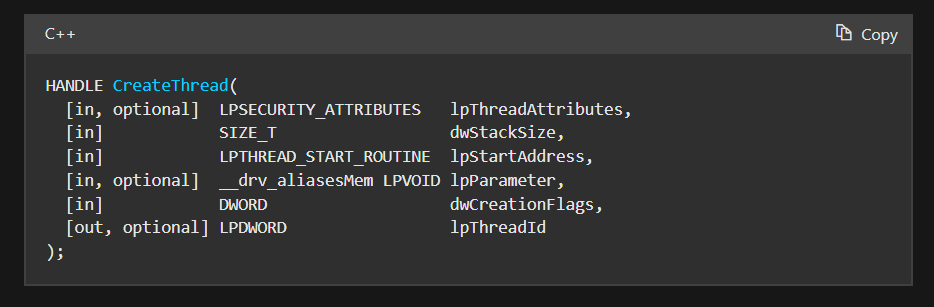 C++
Copy
HANDLE CreateThread(
  [in, optional]  LPSECURITY_ATTRIBUTES   lpThreadAttributes,
  [in]            SIZE_T                  dwStackSize,
  [in]            LPTHREAD_START_ROUTINE  lpStartAddress,
  [in, optional]  __drv_aliasesMem LPVOID lpParameter,
  [in]            DWORD                   dwCreationFlags,
  [out, optional] LPDWORD                 lpThreadId
);